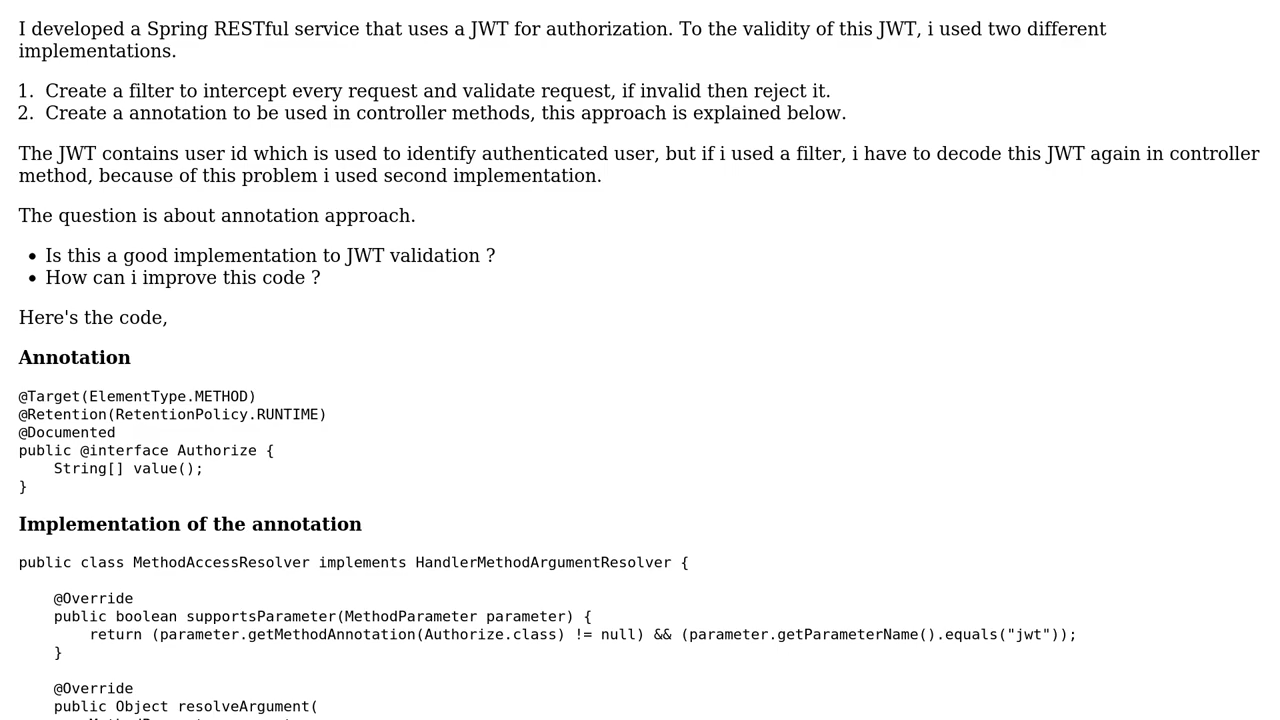 I developed a Spring RESTful service that uses a JWT for authorization. To the validity of this JWT, i used two different
implementations.
1. Create a filter to intercept every request and validate request, if invalid then reject it.
2. Create a annotation to be used in controller methods, this approach is explained below.
The JWT contains user id which is used to identify authenticated user, but if i used a filter, i have to decode this JWT again in controller
method, because of this problem i used second implementation.
The question is about annotation approach.
• Is this a good implementation to JWT validation ?
• How can i improve this code ?
Here's the code,
Annotation
@Target(ElementType.METHOD)
@Retention(RetentionPolicy.RUNTIME)
@Documented
public @interface Authorize {
    String[] value();
}
Implementation of the annotation
public class MethodAccessResolver implements HandlerMethodArgumentResolver {
    @Override
    public boolean supportsParameter(MethodParameter parameter) {
        return (parameter.getMethodAnnotation(Authorize.class) != null) && (parameter.getParameterName().equals("jwt"));
    }
    @Override
    public Object resolveArgument(